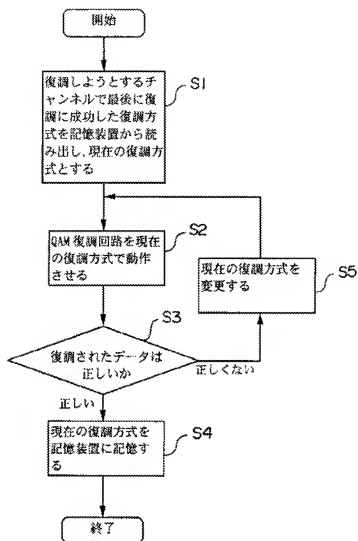 開始
S1
復調しようとするチ
ャンネルで最後に復
調に成功した復調方
式を記憶装置から読
み出し、現在の復調方
式とする
S2
QAM 復調回路を現在
の復調方式で動作
させる
S5
現在の復調方式を
変更する
S3
復調されたデータは
正しいか
正しくない
正しい
S4
現在の復調方式を
記憶装置に記憶す
る
終了